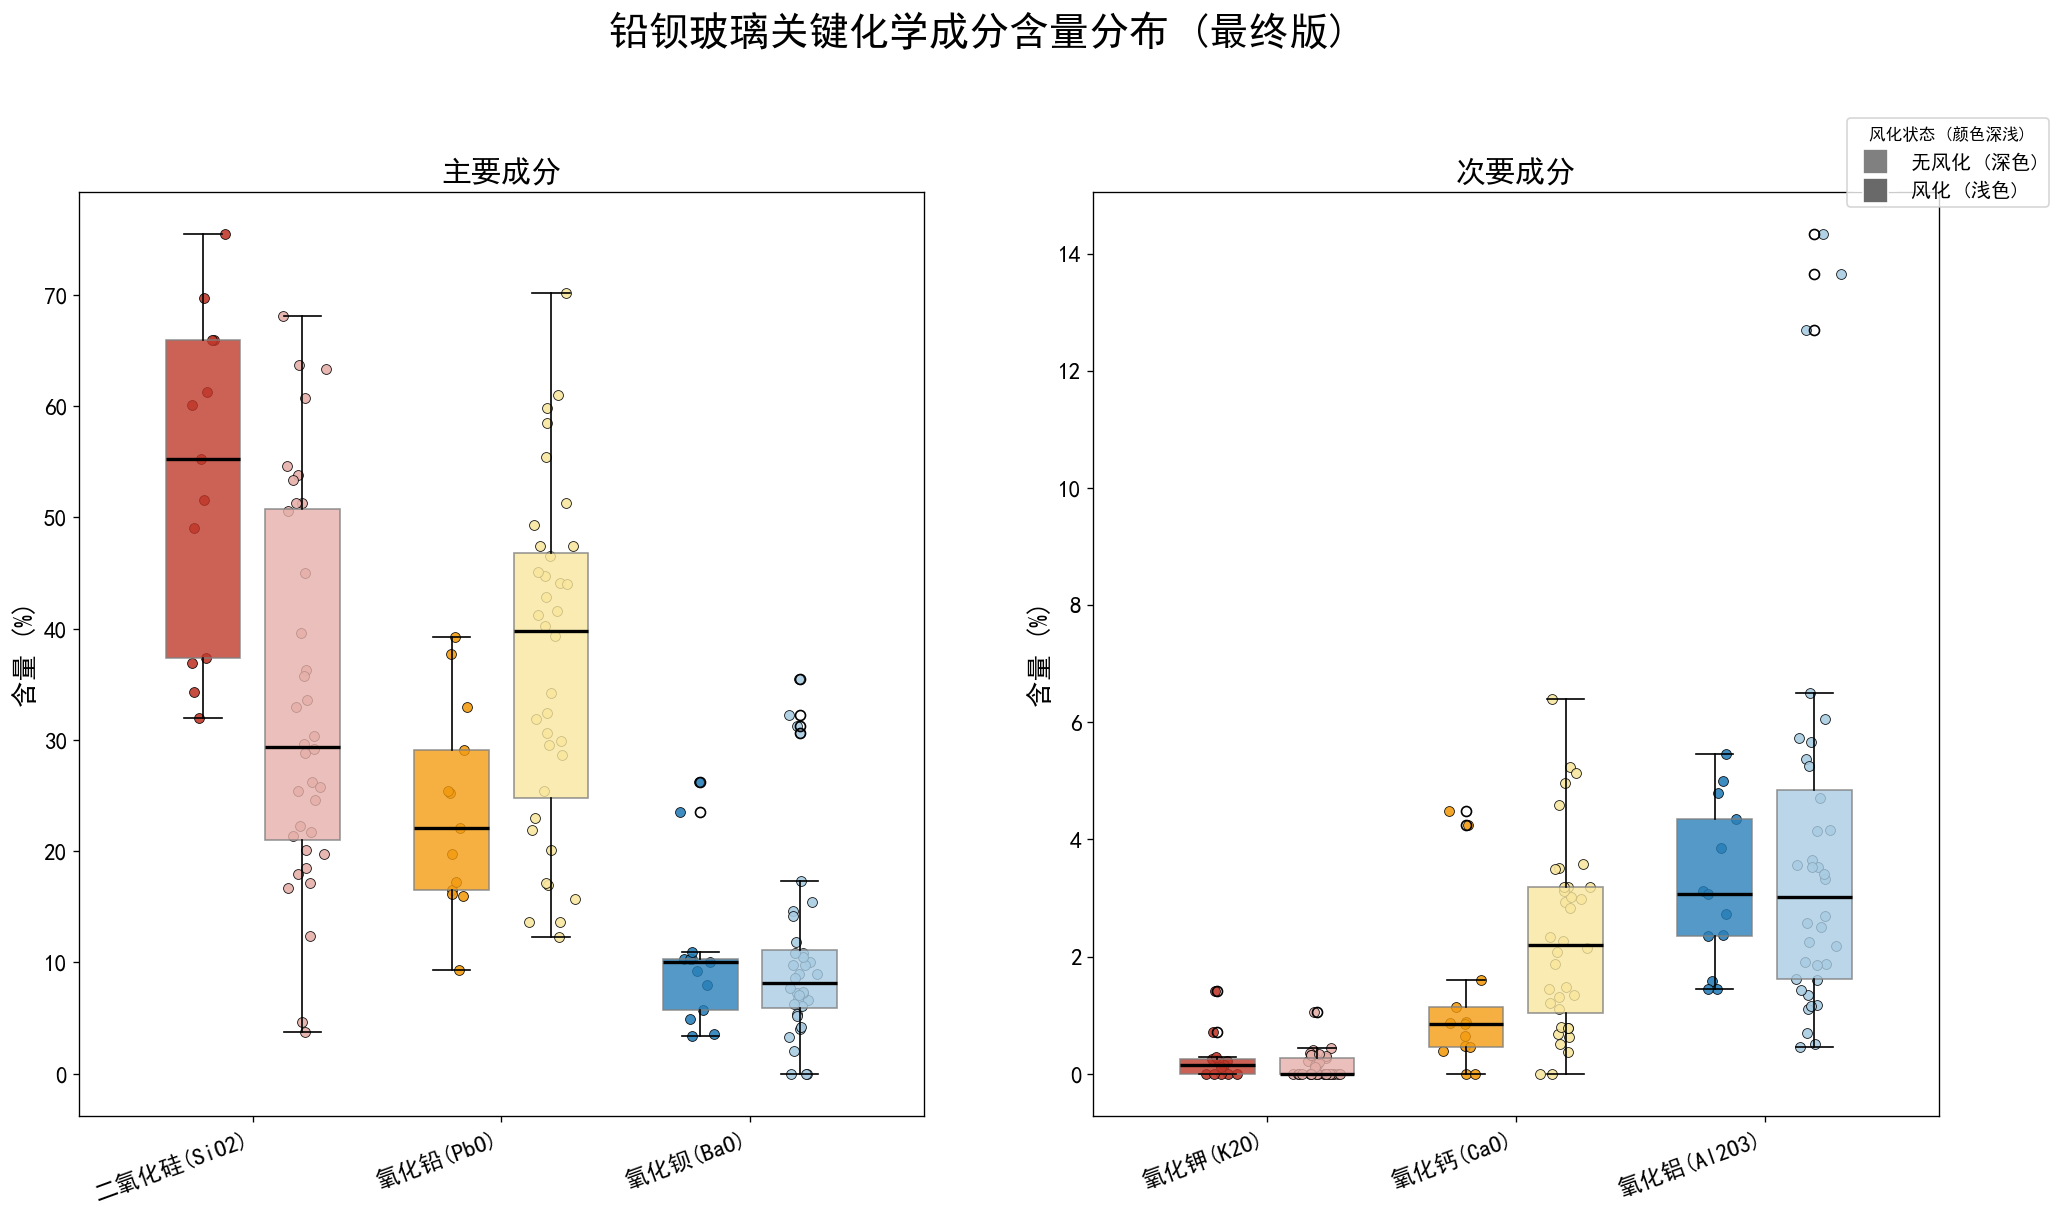 铅钡玻璃关键化学成分含量分布（最终版）
主要成分
含量 （%）
70
60
50
40
30
20
10
0
二氧化硅(SiO2)
氧化铅(PbO)
氧化钡(BaO)
次要成分
风化状态（颜色深浅）
无风化（深色）
风化（浅色）
含量 （%）
14
12
10
8
6
4
2
0
氧化钾(K2O)
氧化钙(CaO)
氧化铝(Al2O3)